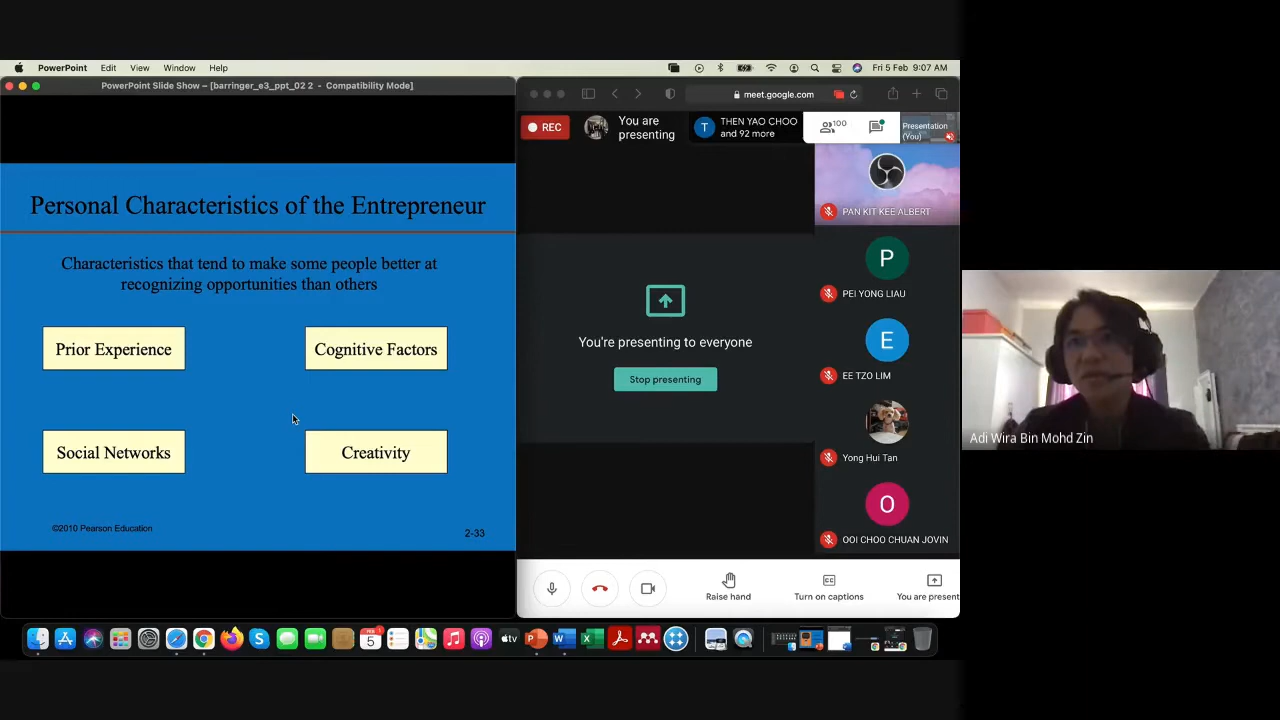 PowerPoint Edit View Window Help
Fri 5 Feb 9:07 AM
PowerPoint Slide Show – [barringer_e3_ppt_02 2 - Compatibility Mode]
Personal Characteristics of the Entrepreneur
Characteristics that tend to make some people better at
recognizing opportunities than others
Prior Experience
Cognitive Factors
Social Networks
Creativity
©2010 Pearson Education
2-33
meet.google.com
REC
You are
presenting
T
THEN YAO CHOO
and 92 more
100
Presentation
(You)
PAN KIT KEE ALBERT
P
PEI YONG LIAU
E
EE TZO LIM
Yong Hui Tan
O
OOI CHOO CHUAN JOVIN
You're presenting to everyone
Stop presenting
Raise hand
CC
Turn on captions
You are present
Adi Wira Bin Mohd Zin
5
tv